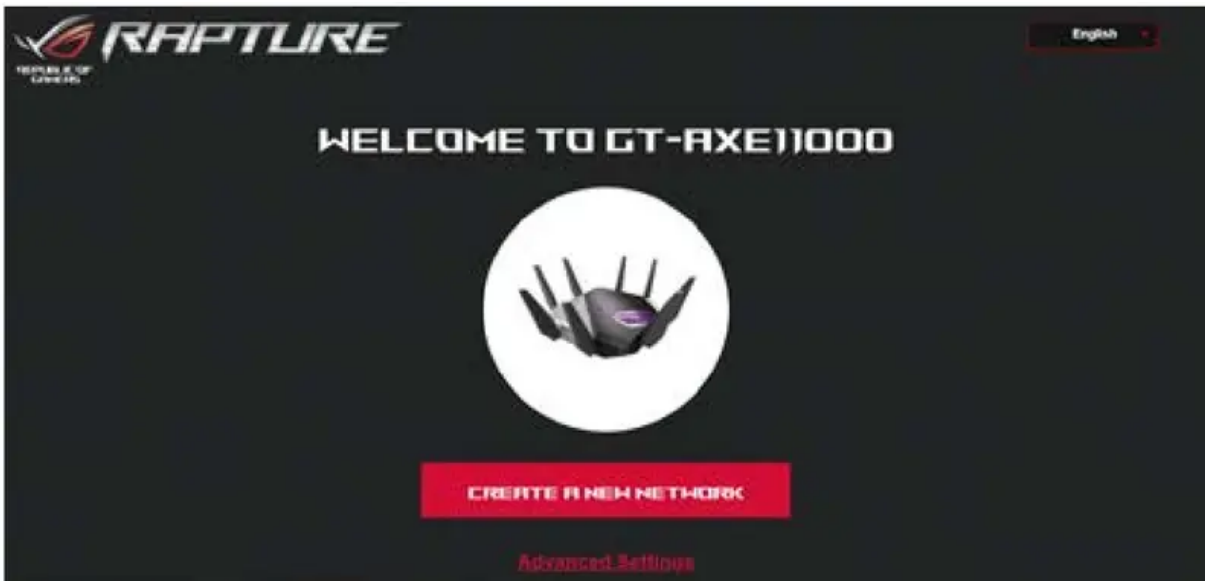 RAPTURE
REPUBLIC OF
GAMERS
English
WELCOME TO GT-AXE11000
CREATE A NEW NETWORK
Advanced Settings